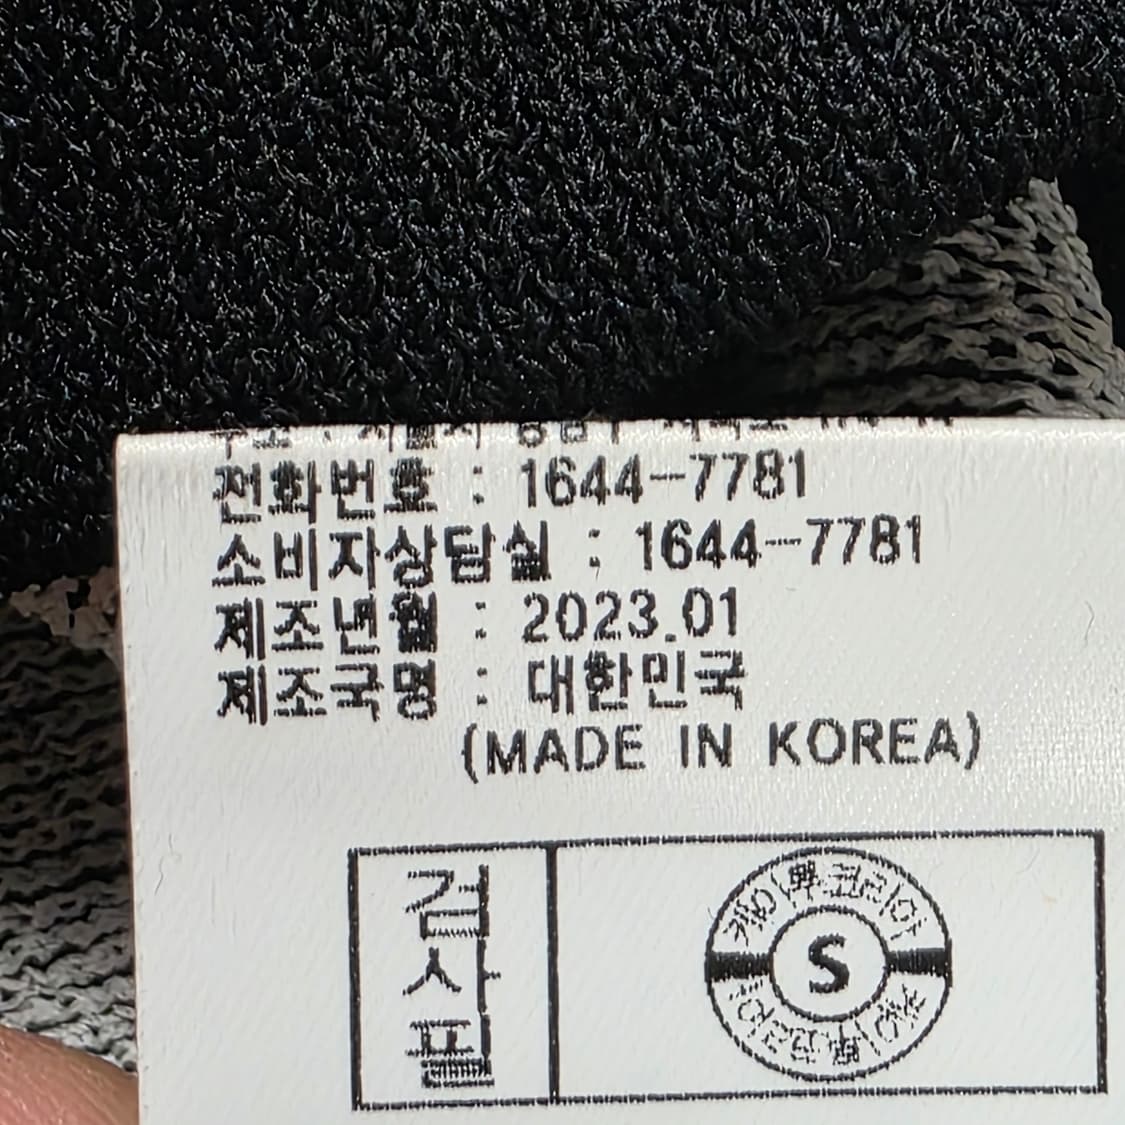 전화번호 : 1644-7781
소비자상담실 : 1644-7781
제조년월 : 2023.01
제조국명 : 대한민국
(MADE IN KOREA)
검사필
S